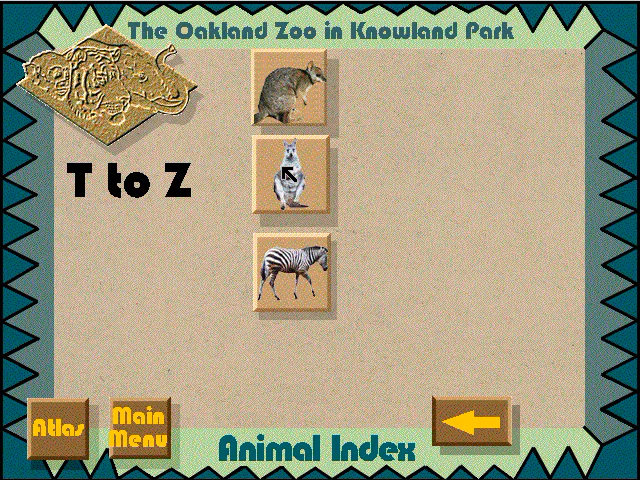 The Oakland Zoo in Knowland Park
T to Z
Atlas
Main
Menu
Animal Index